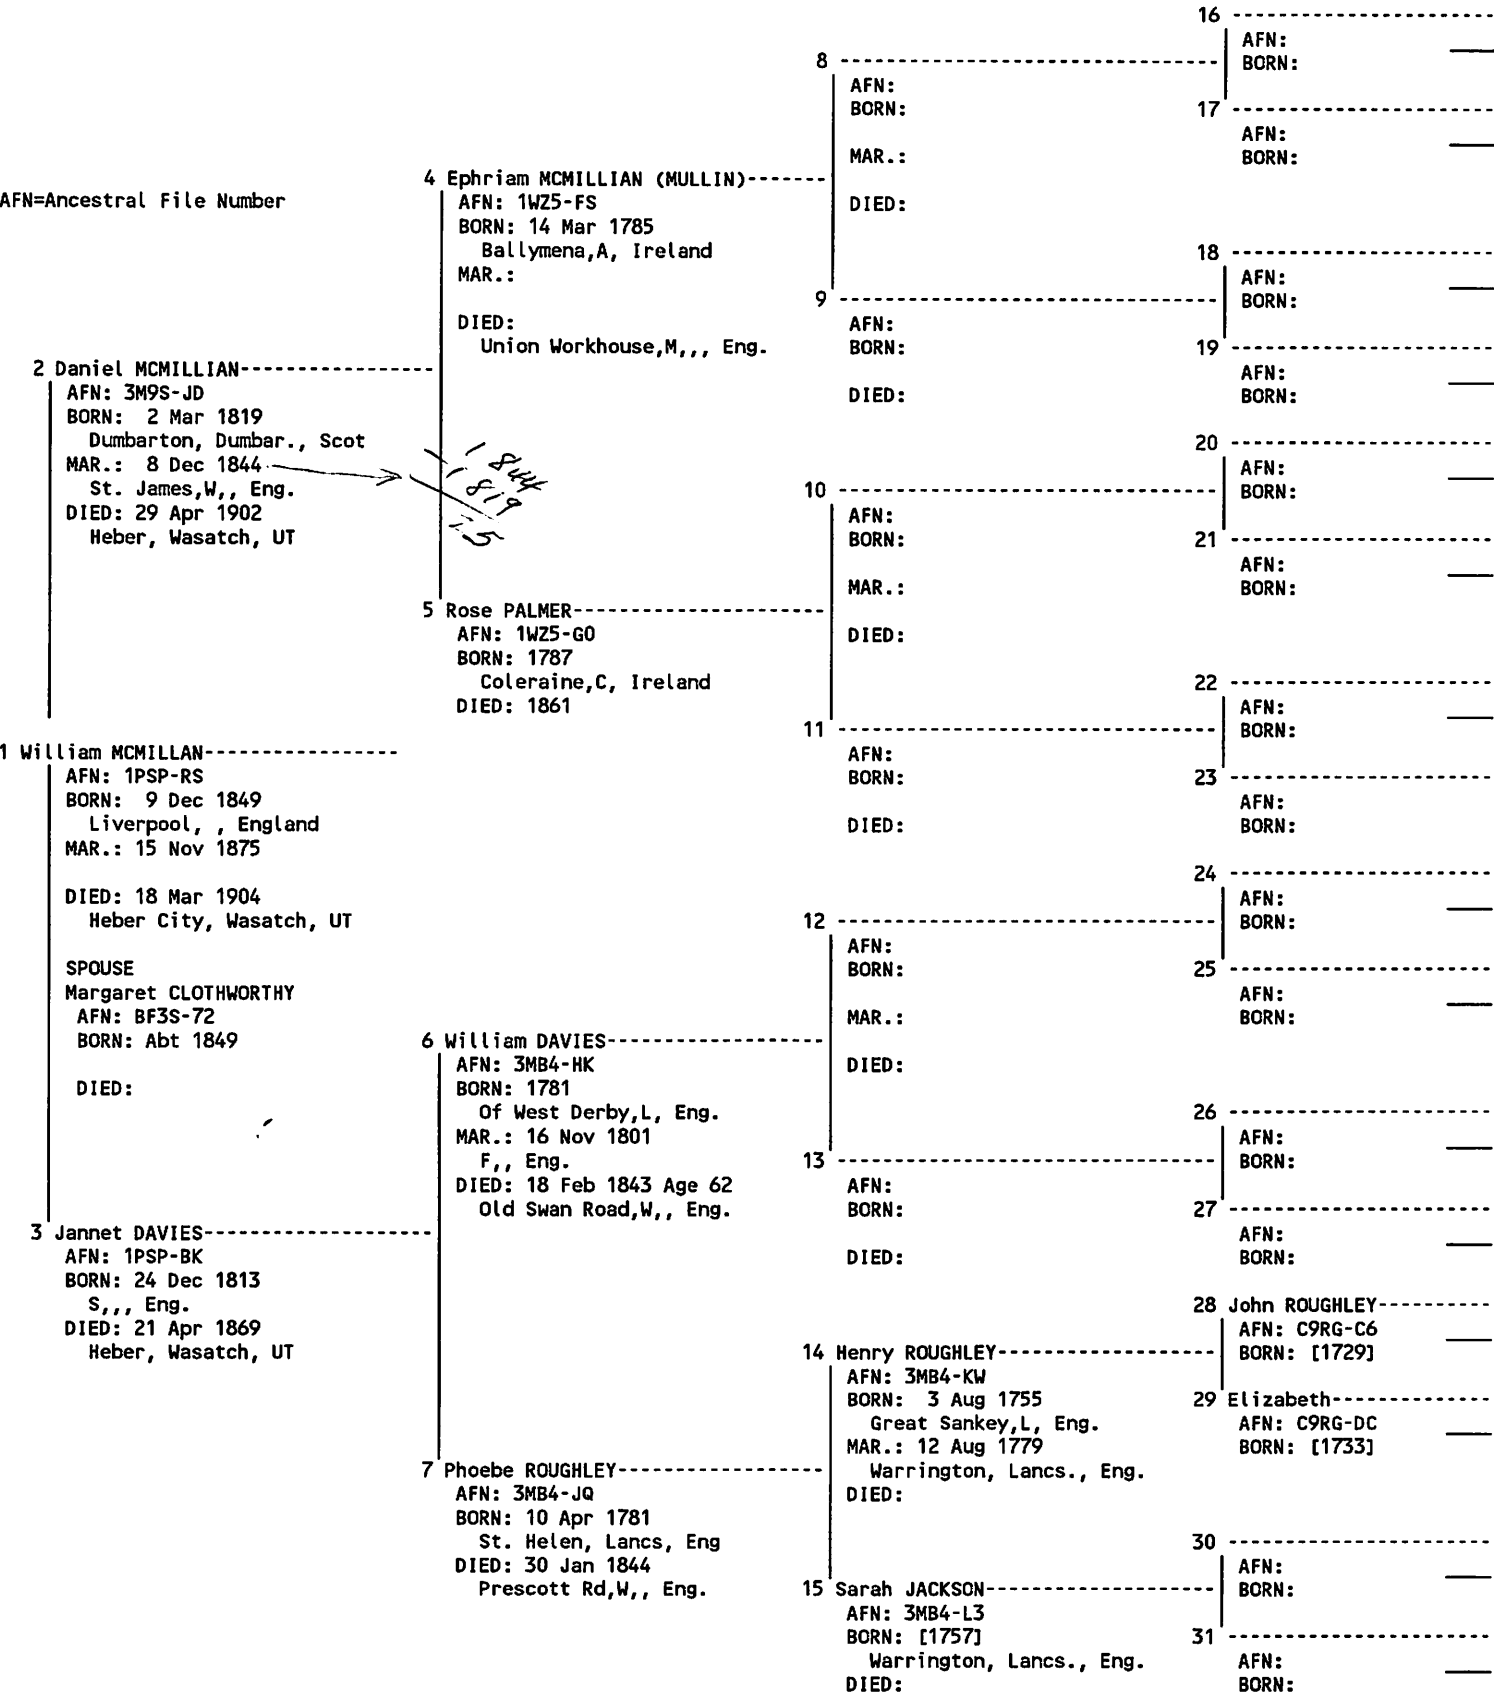 AFN=Ancestral File Number
1 William MCMILLAN----------------
AFN: 1PSP-RS
BORN:  9 Dec 1849
Liverpool, , England
MAR.: 15 Nov 1875
DIED: 18 Mar 1904
Heber City, Wasatch, UT
SPOUSE
Margaret CLOTHWORTHY
AFN: BF3S-72
BORN: Abt 1849
DIED:
2 Daniel MCMILLIAN----------------
AFN: 3M9S-JD
BORN:  2 Mar 1819
Dumbarton, Dumbar., Scot
MAR.:  8 Dec 1844
St. James,W,, Eng.
DIED: 29 Apr 1902
Heber, Wasatch, UT
1844
1819
25
3 Jannet DAVIES-------------------
AFN: 1PSP-BK
BORN: 24 Dec 1813
S,,, Eng.
DIED: 21 Apr 1869
Heber, Wasatch, UT
4 Ephriam MCMILLIAN (MULLIN)-------
AFN: 1WZ5-FS
BORN: 14 Mar 1785
Ballymena,A, Ireland
MAR.:
DIED:
Union Workhouse,M,,, Eng.
5 Rose PALMER---------------------
AFN: 1WZ5-G0
BORN: 1787
Coleraine,C, Ireland
DIED: 1861
6 William DAVIES------------------
AFN: 3MB4-HK
BORN: 1781
Of West Derby,L, Eng.
MAR.: 16 Nov 1801
F,, Eng.
DIED: 18 Feb 1843 Age 62
Old Swan Road,W,, Eng.
7 Phoebe ROUGHLEY-----------------
AFN: 3MB4-JQ
BORN: 10 Apr 1781
St. Helen, Lancs, Eng
DIED: 30 Jan 1844
Prescott Rd,W,, Eng.
8 --------------------------------
AFN:
BORN:
MAR.:
DIED:
9 --------------------------------
AFN:
BORN:
DIED:
10 --------------------------------
AFN:
BORN:
MAR.:
DIED:
11 --------------------------------
AFN:
BORN:
DIED:
12 --------------------------------
AFN:
BORN:
MAR.:
DIED:
13 --------------------------------
AFN:
BORN:
DIED:
14 Henry ROUGHLEY------------------
AFN: 3MB4-KW
BORN:  3 Aug 1755
Great Sankey,L, Eng.
MAR.: 12 Aug 1779
Warrington, Lancs., Eng.
DIED:
15 Sarah JACKSON-------------------
AFN: 3MB4-L3
BORN: [1757]
Warrington, Lancs., Eng.
DIED:
16 ----------------------
AFN:
BORN:
17 ----------------------
AFN:
BORN:
18 ----------------------
AFN:
BORN:
19 ----------------------
AFN:
BORN:
20 ----------------------
AFN:
BORN:
21 ----------------------
AFN:
BORN:
22 ----------------------
AFN:
BORN:
23 ----------------------
AFN:
BORN:
24 ----------------------
AFN:
BORN:
25 ----------------------
AFN:
BORN:
26 ----------------------
AFN:
BORN:
27 ----------------------
AFN:
BORN:
28 John ROUGHLEY----------
AFN: C9RG-C6
BORN: [1729]
29 Elizabeth--------------
AFN: C9RG-DC
BORN: [1733]
30 ----------------------
AFN:
BORN:
31 ----------------------
AFN:
BORN: